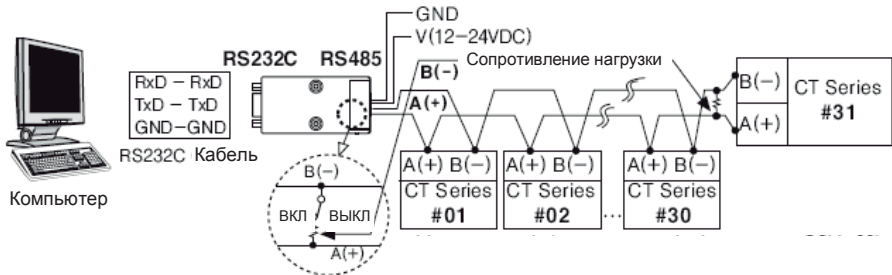 GND
V(12−24VDC)
RS232C RS485
Сопротивление нагрузки
B(−)
A(+)
RxD − RxD
TxD − TxD
GND−GND
RS232C Кабель
Компьютер
B(−)
ВКЛ ВЫКЛ
A(+)
A(+) B(−)
CT Series
#01
A(+) B(−)
CT Series
#02
...
A(+) B(−)
CT Series
#30
B(−)
A(+)
CT Series
#31